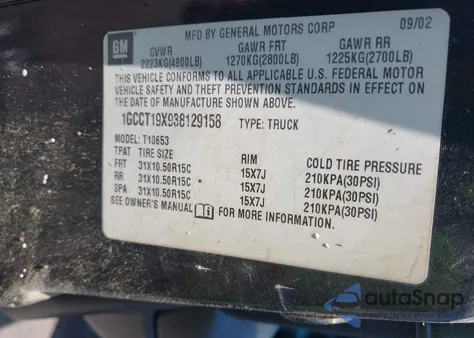 MFD BY GENERAL MOTORS CORP 09/02
GM GVWR GAWR FRT GAWR RR
2223KG(4900LB) 1270KG(2800LB) 1225KG(2700LB)
THIS VEHICLE CONFORMS TO ALL APPLICABLE U.S. FEDERAL MOTOR
VEHICLE SAFETY AND THEFT PREVENTION STANDARDS IN EFFECT ON
THE DATE OF MANUFACTURE SHOWN ABOVE.
1GCCT19X938129158 TYPE: TRUCK
MODEL: T10653
TPAT TIRE SIZE RIM COLD TIRE PRESSURE
FRT 31X10.50R15C 15X7J 210KPA(30PSI)
RR 31X10.50R15C 15X7J 210KPA(30PSI)
SPA 31X10.50R15C 15X7J 210KPA(30PSI)
SEE OWNER'S MANUAL FOR MORE INFORMATION.
autoSnap